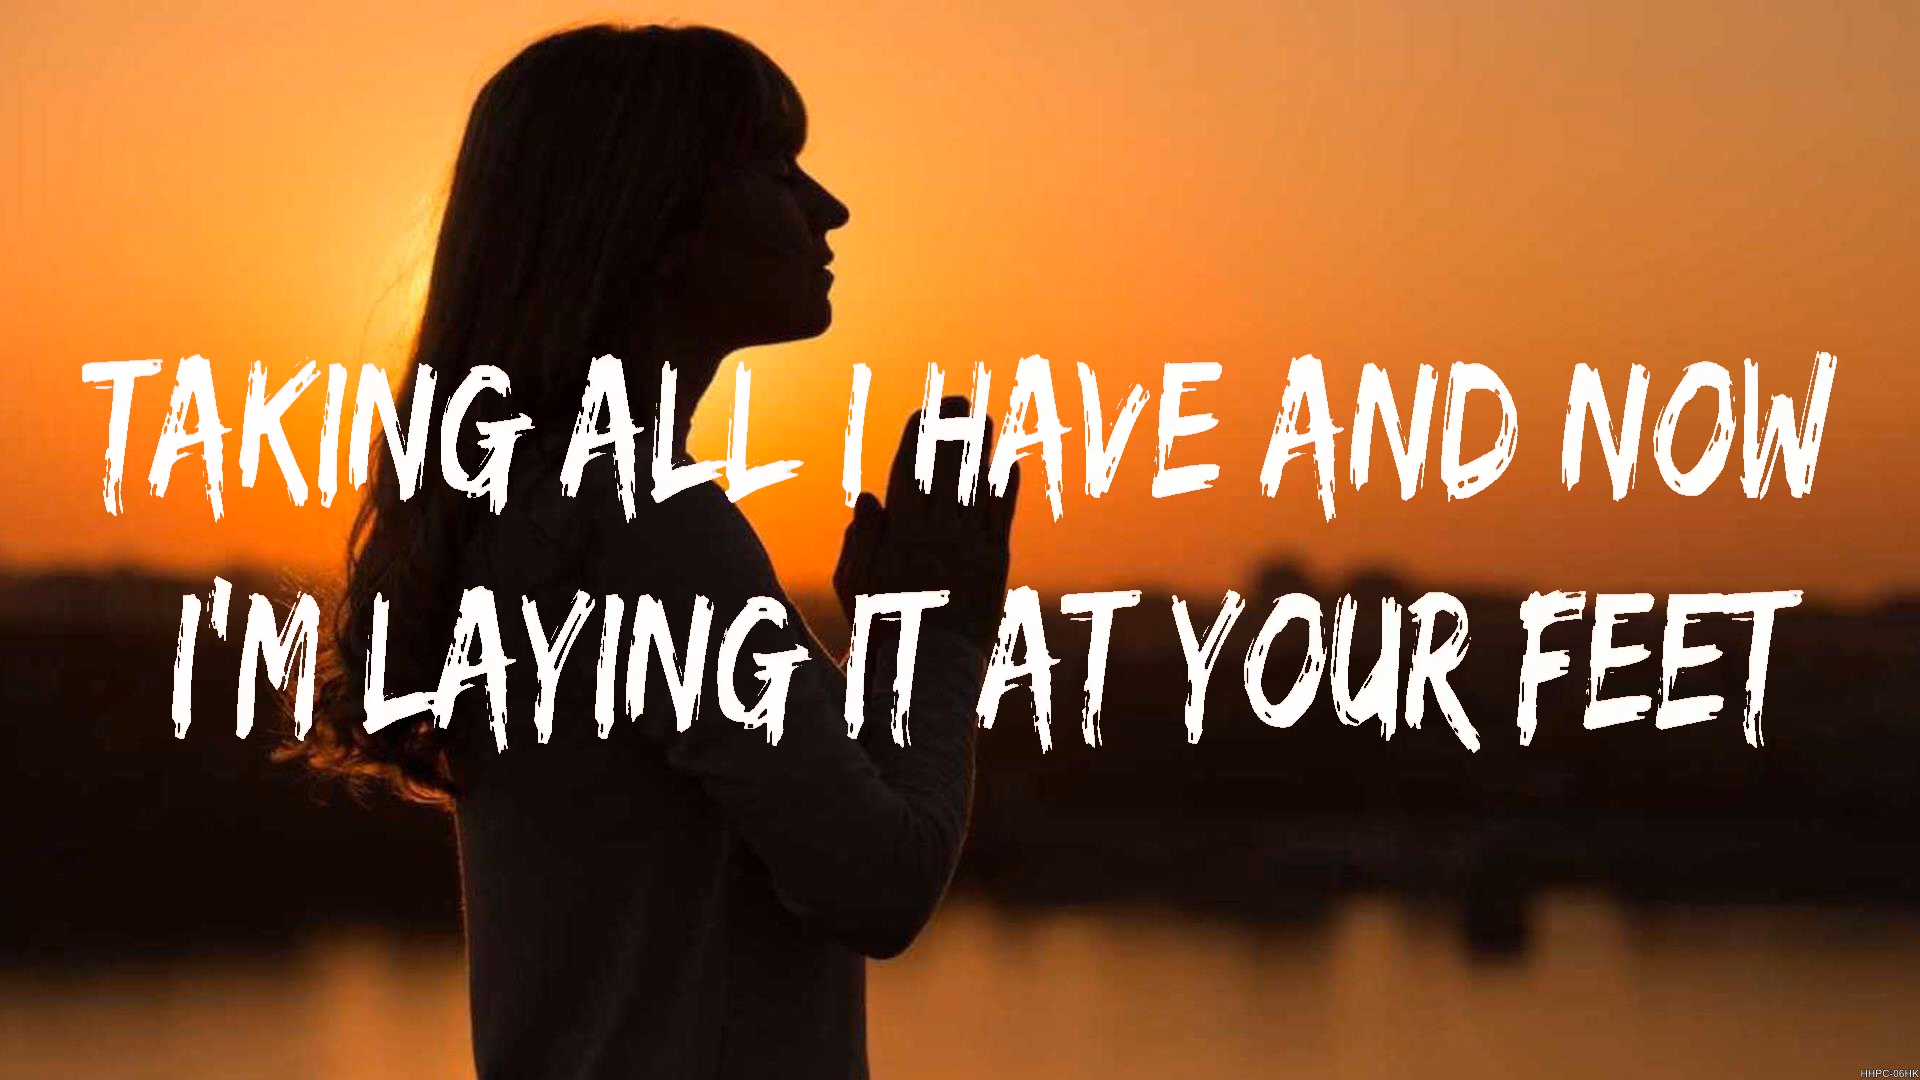 TAKING ALL I HAVE AND NOW
I'M LAYING IT AT YOUR FEET
HHPC-06HK